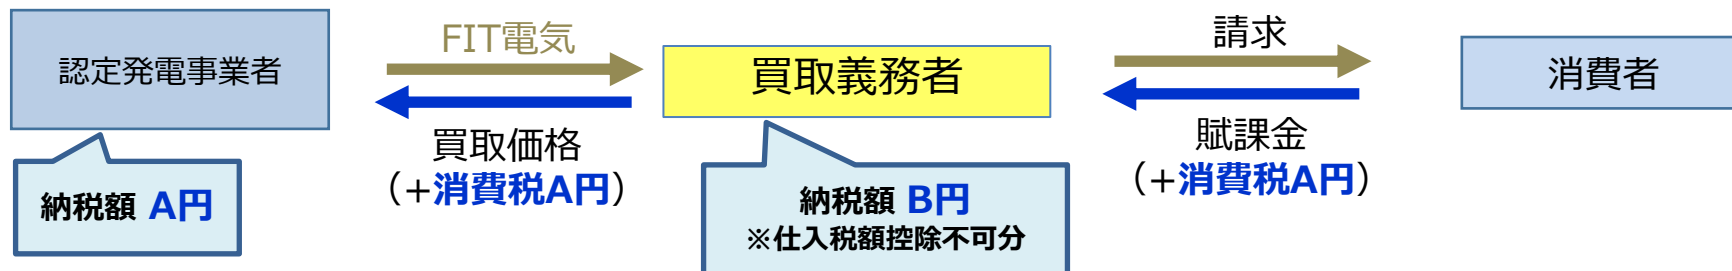 認定発電事業者
FIT電気
買取義務者
請求
消費者
買取価格
（+消費税A円）
賦課金
（+消費税A円）
納税額 A円
納税額 B円
※仕入税額控除不可分